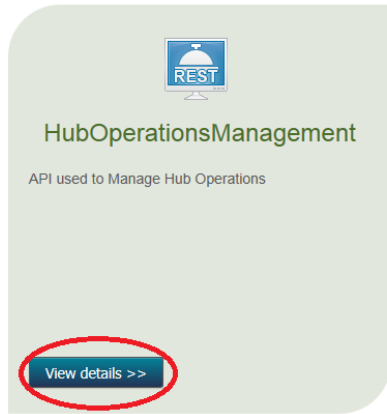 REST
HubOperationsManagement
API used to Manage Hub Operations
View details >>